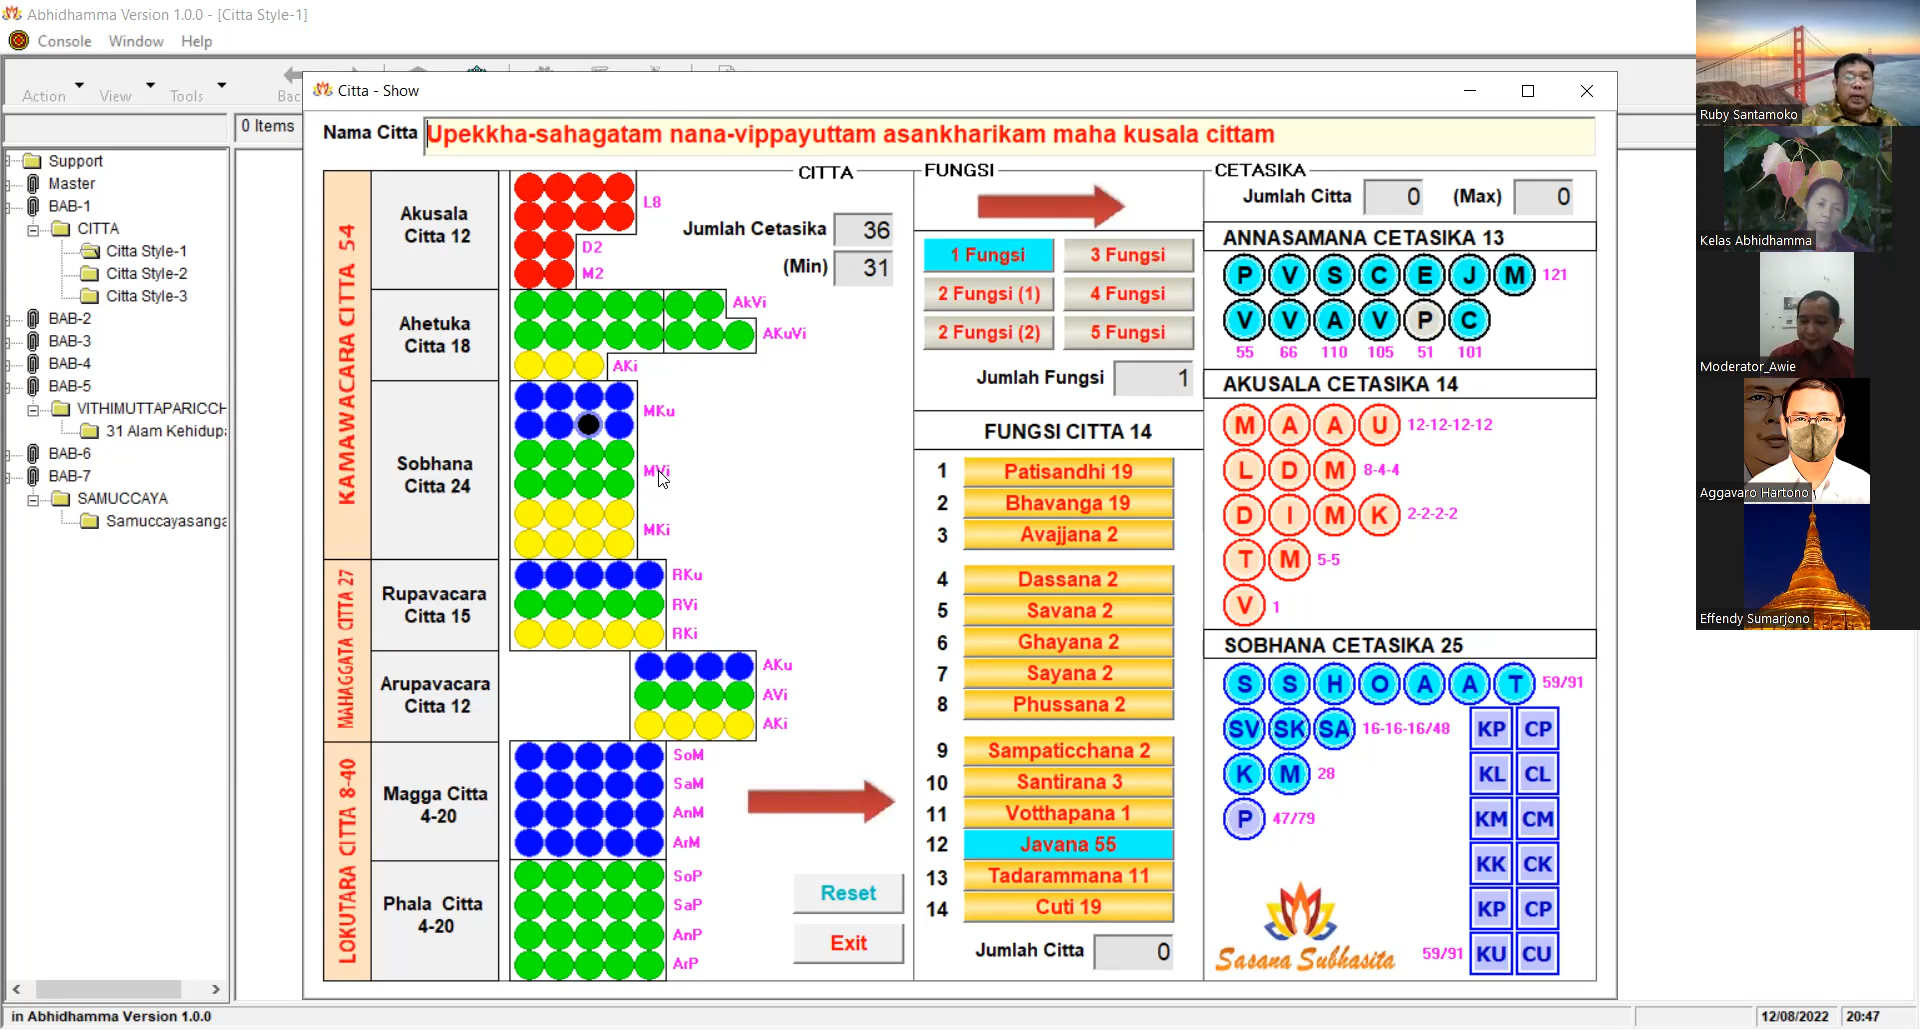 Abhidhamma Version 1.0.0 - [Citta Style-1]
Console Window Help
Action View Tools Bac
0 Items
Support
Master
BAB-1
CITTA
Citta Style-1
Citta Style-2
Citta Style-3
BAB-2
BAB-3
BAB-4
BAB-5
VITHIMUTTAPARICCH
31 Alam Kehidupa
BAB-6
BAB-7
SAMUCCAYA
Samuccayasanga
Citta - Show
Nama Citta Upekkha-sahagatam nana-vippayuttam asankharikam maha kusala cittam
KAMAWACARA CITTA 54
MAHAGGATA CITTA 27
LOKUTARA CITTA 8-40
Akusala
Citta 12
Ahetuka
Citta 18
Sobhana
Citta 24
Rupavacara
Citta 15
Arupavacara
Citta 12
Magga Citta
4-20
Phala Citta
4-20
CITTA
L8
D2
M2
AkVi
AKuVi
AKi
MKu
MVi
MKi
RKu
RVi
RKi
AKu
AVi
AKi
SoM
SaM
AnM
ArM
SoP
SaP
AnP
ArP
Jumlah Cetasika 36
(Min) 31
Reset
Exit
FUNGSI
1 Fungsi 3 Fungsi
2 Fungsi (1) 4 Fungsi
2 Fungsi (2) 5 Fungsi
Jumlah Fungsi 1
FUNGSI CITTA 14
1 Patisandhi 19
2 Bhavanga 19
3 Avajjana 2
4 Dassana 2
5 Savana 2
6 Ghayana 2
7 Sayana 2
8 Phussana 2
9 Sampaticchana 2
10 Santirana 3
11 Votthapana 1
12 Javana 55
13 Tadarammana 11
14 Cuti 19
Jumlah Citta 0
CETASIKA
Jumlah Citta 0 (Max) 0
ANNASAMANA CETASIKA 13
P V S C E J M 121
V V A V P C
55 66 110 105 51 101
AKUSALA CETASIKA 14
M A A U 12-12-12-12
L D M 8-4-4
D I M K 2-2-2-2
T M 5-5
V 1
SOBHANA CETASIKA 25
S S H O A A T 59/91
SV SK SA 16-16-16/48
K M 28
P 47/79
KP CP
KL CL
KM CM
KK CK
KP CP
59/91 KU CU
Sasana Subhasita
Ruby Santamoko
Kelas Abhidhamma
Moderator_Awie
Aggavaro Hartono
Effendy Sumarjono
in Abhidhamma Version 1.0.0
12/08/2022 20:47